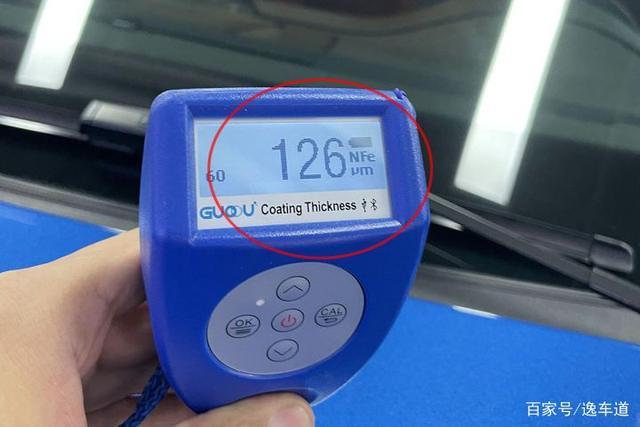 126
NFe
60
μm
GUOOU Coating Thickness
OK
CAL
百家号/逸车道